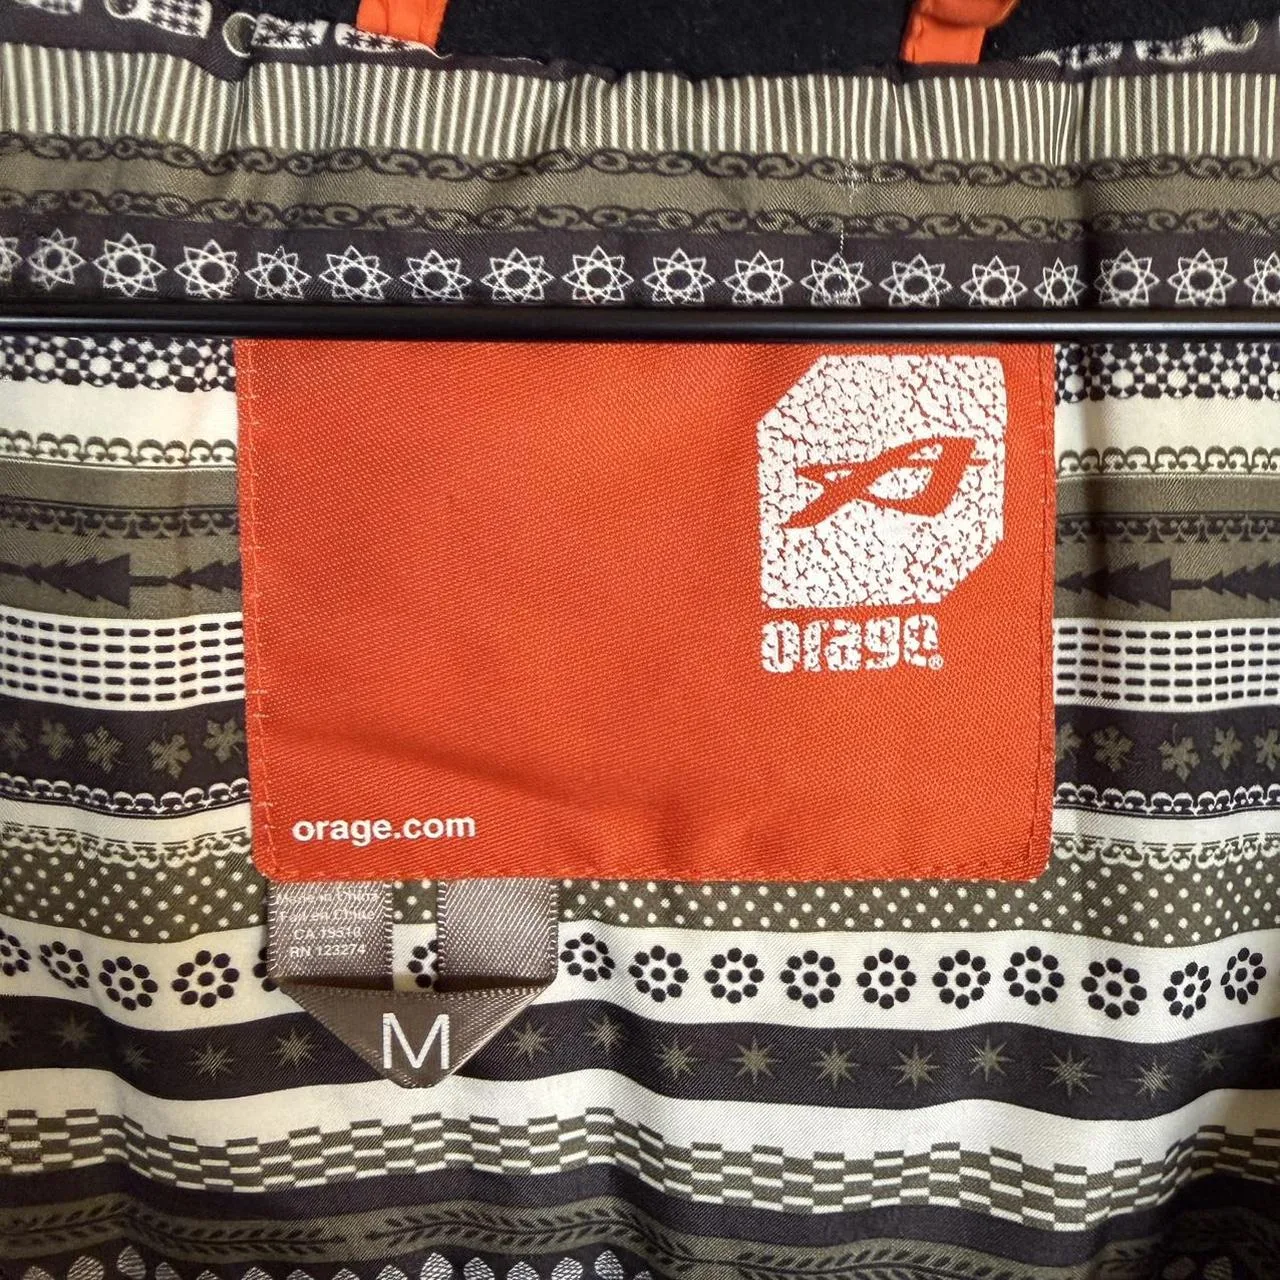 orage®
orage.com
Made in China
Fait en Chine
CA 19510
RN 123274
M